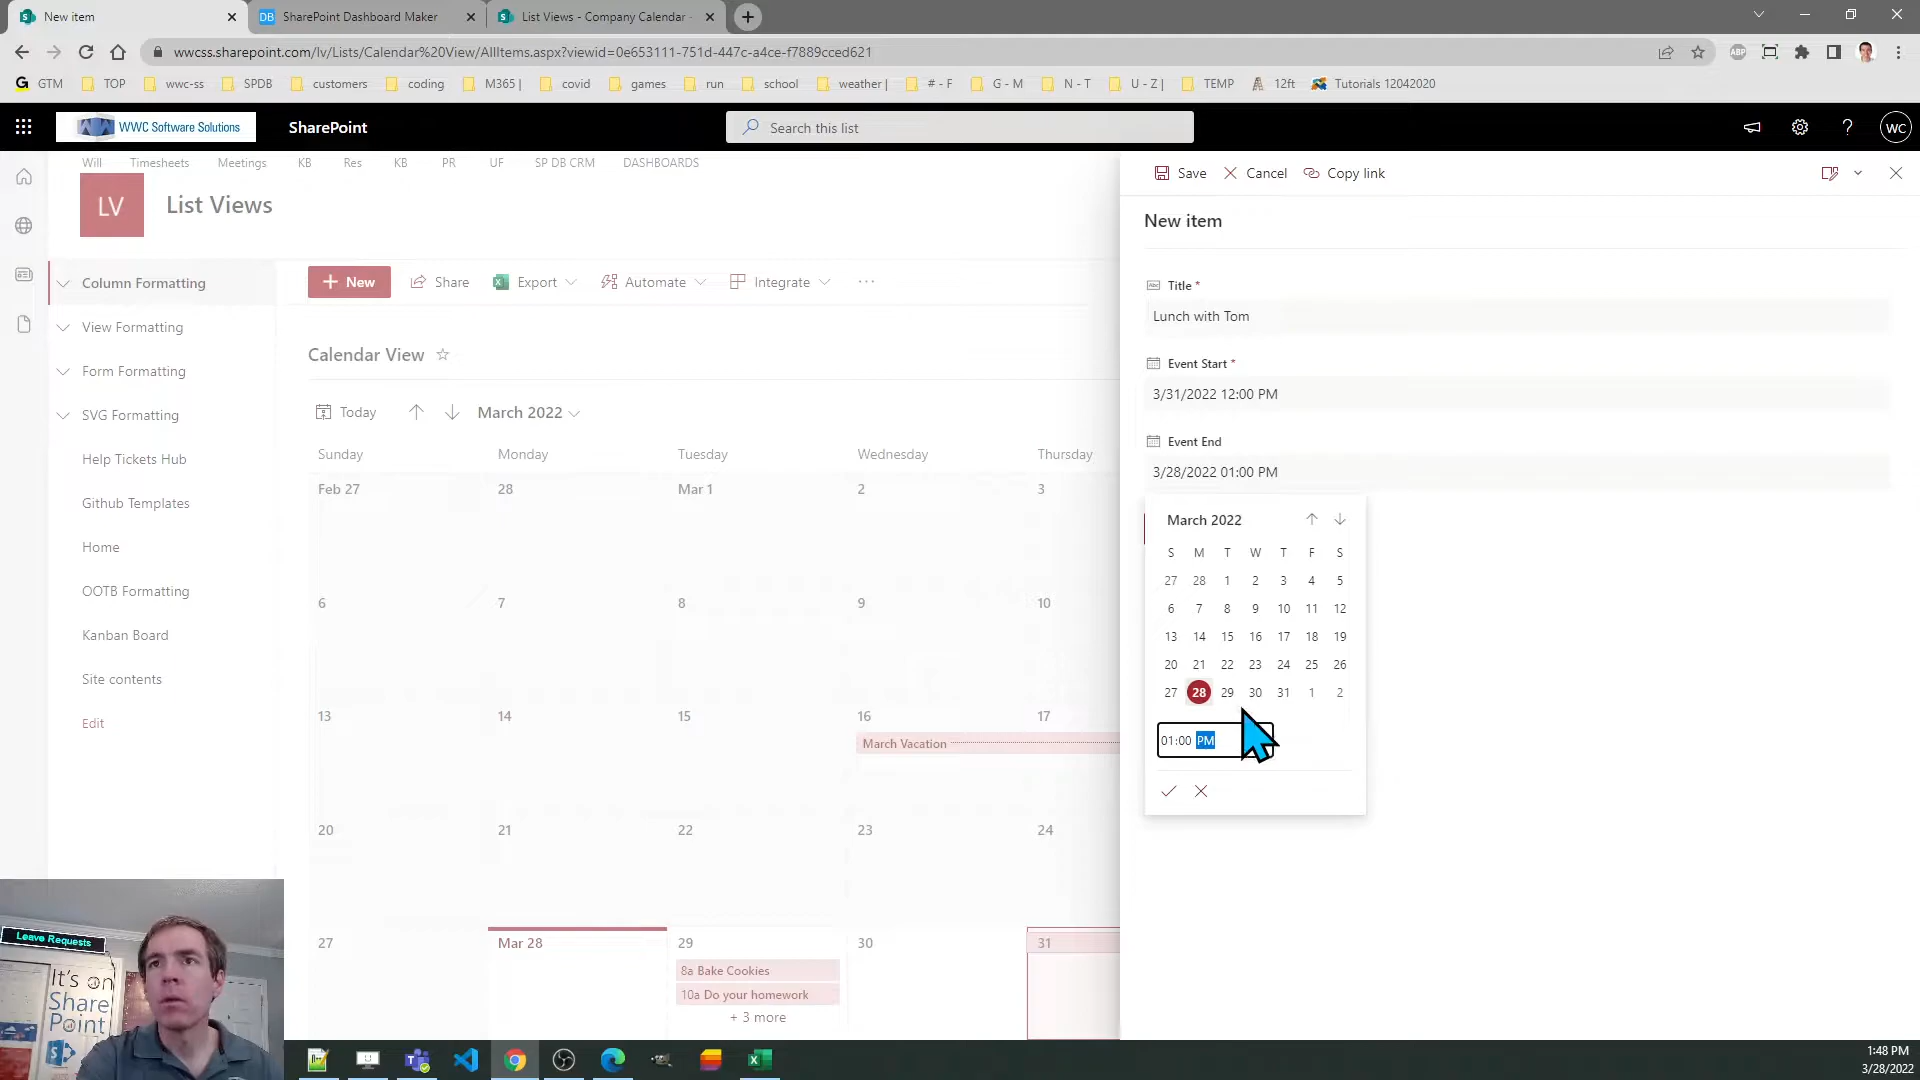 New item
SharePoint Dashboard Maker
List Views - Company Calendar -
wwcss.sharepoint.com/lv/Lists/Calendar%20View/AllItems.aspx?viewid=0e653111-751d-447c-a4ce-f7889cced621
ABP
G GTM TOP wwc-ss SPDB customers coding M365 | covid games run school weather | # - F G - M N - T U - Z | TEMP 12ft Tutorials 12042020
WWC Software Solutions
SharePoint
Search this list
?
WC
Will Timesheets Meetings KB Res KB PR UF SP DB CRM DASHBOARDS
LV
List Views
Column Formatting
View Formatting
Form Formatting
SVG Formatting
Help Tickets Hub
Github Templates
Home
OOTB Formatting
Kanban Board
Site contents
Edit
+ New Share Export Automate Integrate ...
Calendar View
Today March 2022
Sunday Monday Tuesday Wednesday Thursday
Feb 27 28 Mar 1 2 3
6 7 8 9 10
13 14 15 16 17
March Vacation
20 21 22 23 24
27 Mar 28 29 30 31
8a Bake Cookies
10a Do your homework
+ 3 more
Save Cancel Copy link
New item
Abc Title *
Lunch with Tom
Event Start *
3/31/2022 12:00 PM
Event End
3/28/2022 01:00 PM
March 2022
S M T W T F S
27 28 1 2 3 4 5
6 7 8 9 10 11 12
13 14 15 16 17 18 19
20 21 22 23 24 25 26
27 28 29 30 31 1 2
01:00 PM
Leave Requests
It's on
Share
Point
S
1:48 PM
3/28/2022